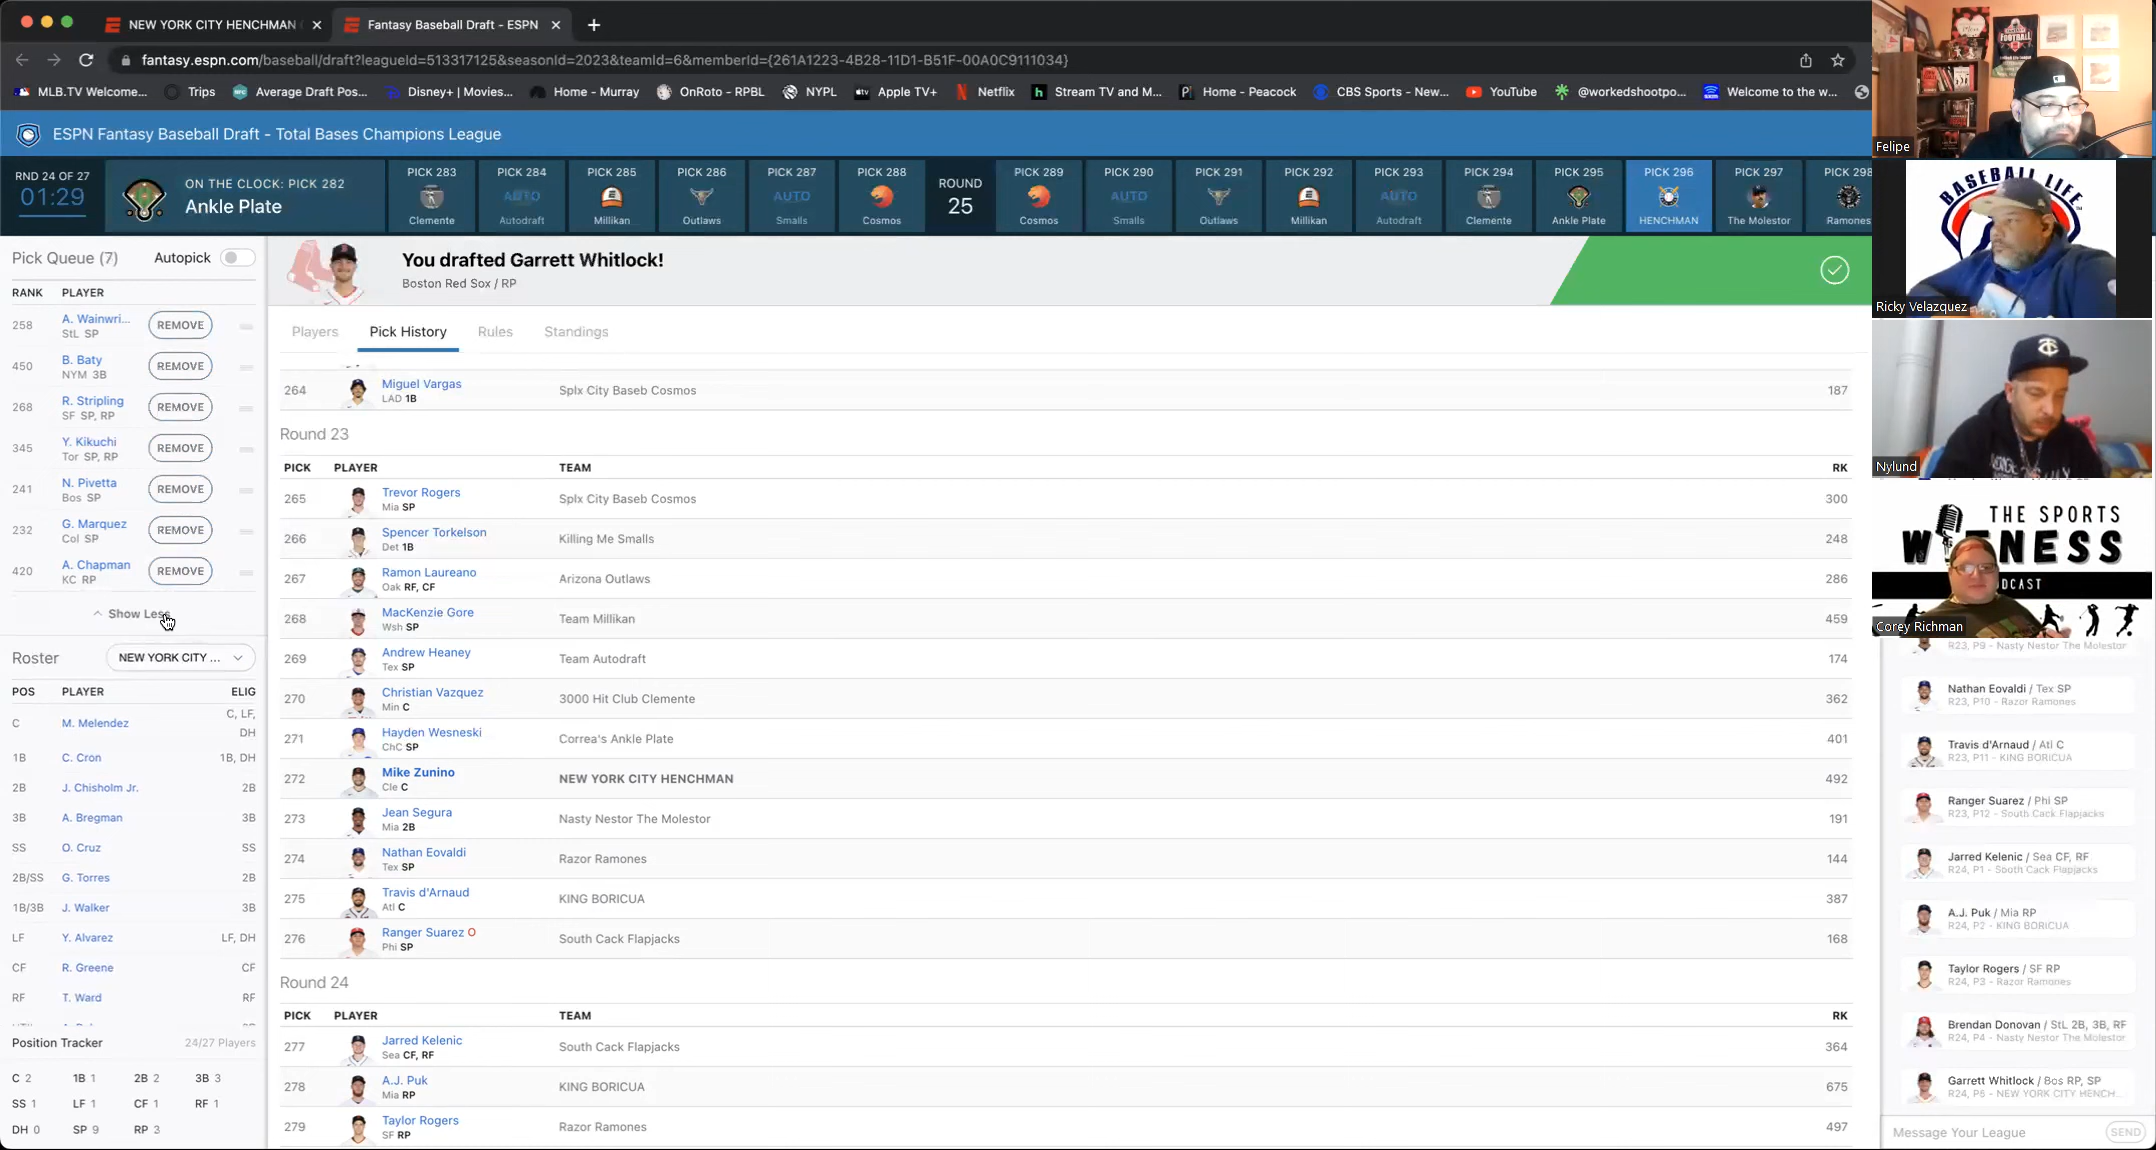 NEW YORK CITY HENCHMAN
Fantasy Baseball Draft - ESPN
fantasy.espn.com/baseball/draft?leagueId=513317125&seasonId=2023&teamId=6&memberId={261A1223-4B28-11D1-B51F-00A0C9111034}
MLB.TV Welcome... Trips Average Draft Pos... Disney+ | Movies... Home - Murray OnRoto - RPBL NYPL Apple TV+ Netflix Stream TV and M... Home - Peacock CBS Sports - New... YouTube @workedshootpo... Welcome to the w...
ESPN Fantasy Baseball Draft - Total Bases Champions League
RND 24 OF 27
01:29
ON THE CLOCK: PICK 282
Ankle Plate
PICK 283
Clemente
PICK 284
AUTO
Autodraft
PICK 285
Millikan
PICK 286
Outlaws
PICK 287
AUTO
Smalls
PICK 288
Cosmos
ROUND
25
PICK 289
Cosmos
PICK 290
AUTO
Smalls
PICK 291
Outlaws
PICK 292
Millikan
PICK 293
AUTO
Autodraft
PICK 294
Clemente
PICK 295
Ankle Plate
PICK 296
HENCHMAN
PICK 297
The Molestor
PICK 298
Ramones
Pick Queue (7) Autopick
RANK PLAYER
258 A. Wainwri... REMOVE
StL SP
450 B. Baty REMOVE
NYM 3B
268 R. Stripling REMOVE
SF SP, RP
345 Y. Kikuchi REMOVE
Tor SP, RP
241 N. Pivetta REMOVE
Bos SP
232 G. Marquez REMOVE
Col SP
420 A. Chapman REMOVE
KC RP
Show Less
Roster NEW YORK CITY ...
POS PLAYER ELIG
C M. Melendez C, LF, DH
1B C. Cron 1B, DH
2B J. Chisholm Jr. 2B
3B A. Bregman 3B
SS O. Cruz SS
2B/SS G. Torres 2B
1B/3B J. Walker 3B
LF Y. Alvarez LF, DH
CF R. Greene CF
RF T. Ward RF
Position Tracker 24/27 Players
C 2 1B 1 2B 2 3B 3
SS 1 LF 1 CF 1 RF 1
DH 0 SP 9 RP 3
You drafted Garrett Whitlock!
Boston Red Sox / RP
Players Pick History Rules Standings
264 Miguel Vargas Splx City Baseb Cosmos 187
LAD 1B
Round 23
PICK PLAYER TEAM RK
265 Trevor Rogers Splx City Baseb Cosmos 300
Mia SP
266 Spencer Torkelson Killing Me Smalls 248
Det 1B
267 Ramon Laureano Arizona Outlaws 286
Oak RF, CF
268 MacKenzie Gore Team Millikan 459
Wsh SP
269 Andrew Heaney Team Autodraft 174
Tex SP
270 Christian Vazquez 3000 Hit Club Clemente 362
Min C
271 Hayden Wesneski Correa's Ankle Plate 401
ChC SP
272 Mike Zunino NEW YORK CITY HENCHMAN 492
Cle C
273 Jean Segura Nasty Nestor The Molestor 191
Mia 2B
274 Nathan Eovaldi Razor Ramones 144
Tex SP
275 Travis d'Arnaud KING BORICUA 387
Atl C
276 Ranger Suarez O South Cack Flapjacks 168
Phi SP
Round 24
PICK PLAYER TEAM RK
277 Jarred Kelenic South Cack Flapjacks 364
Sea CF, RF
278 A.J. Puk KING BORICUA 675
Mia RP
279 Taylor Rogers Razor Ramones 497
SF RP
Felipe
BASEBALL LIFE
Ricky Velazquez
Nylund
THE SPORTS
Corey Richman
R23, P9 - Nasty Nestor The Molestor
Nathan Eovaldi / Tex SP
R23, P10 - Razor Ramones
Travis d'Arnaud / Atl C
R23, P11 - KING BORICUA
Ranger Suarez / Phi SP
R23, P12 - South Cack Flapjacks
Jarred Kelenic / Sea CF, RF
R24, P1 - South Cack Flapjacks
A.J. Puk / Mia RP
R24, P2 - KING BORICUA
Taylor Rogers / SF RP
R24, P3 - Razor Ramones
Brendan Donovan / StL 2B, 3B, RF
R24, P4 - Nasty Nestor The Molestor
Garrett Whitlock / Bos RP, SP
R24, P5 - NEW YORK CITY HENCH...
Message Your League SEND